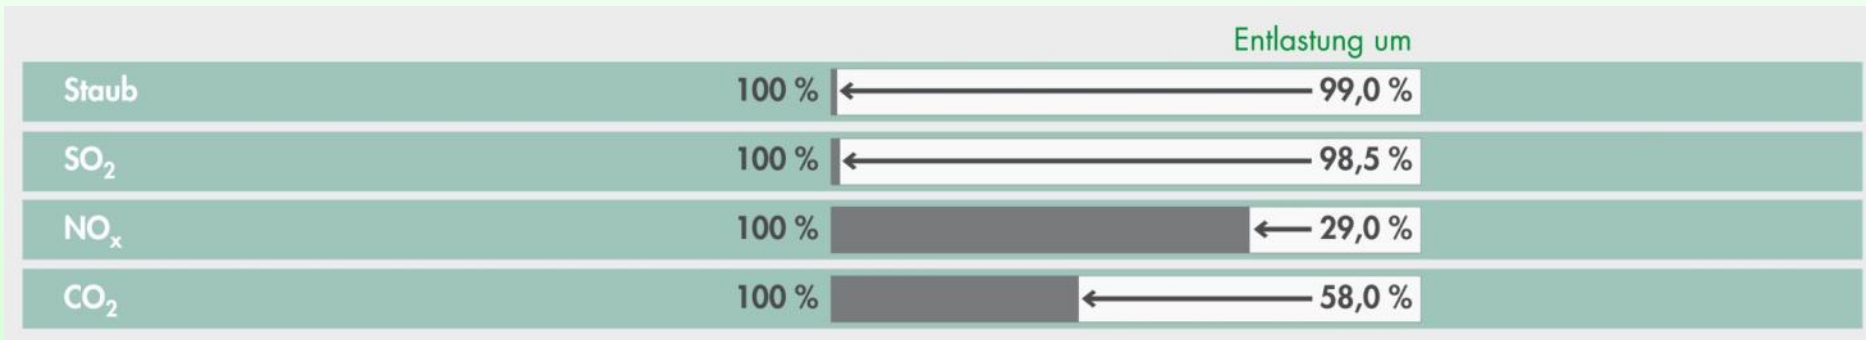 Entlastung um
Staub 100 % 99,0 %
SO₂ 100 % 98,5 %
NOₓ 100 % 29,0 %
CO₂ 100 % 58,0 %